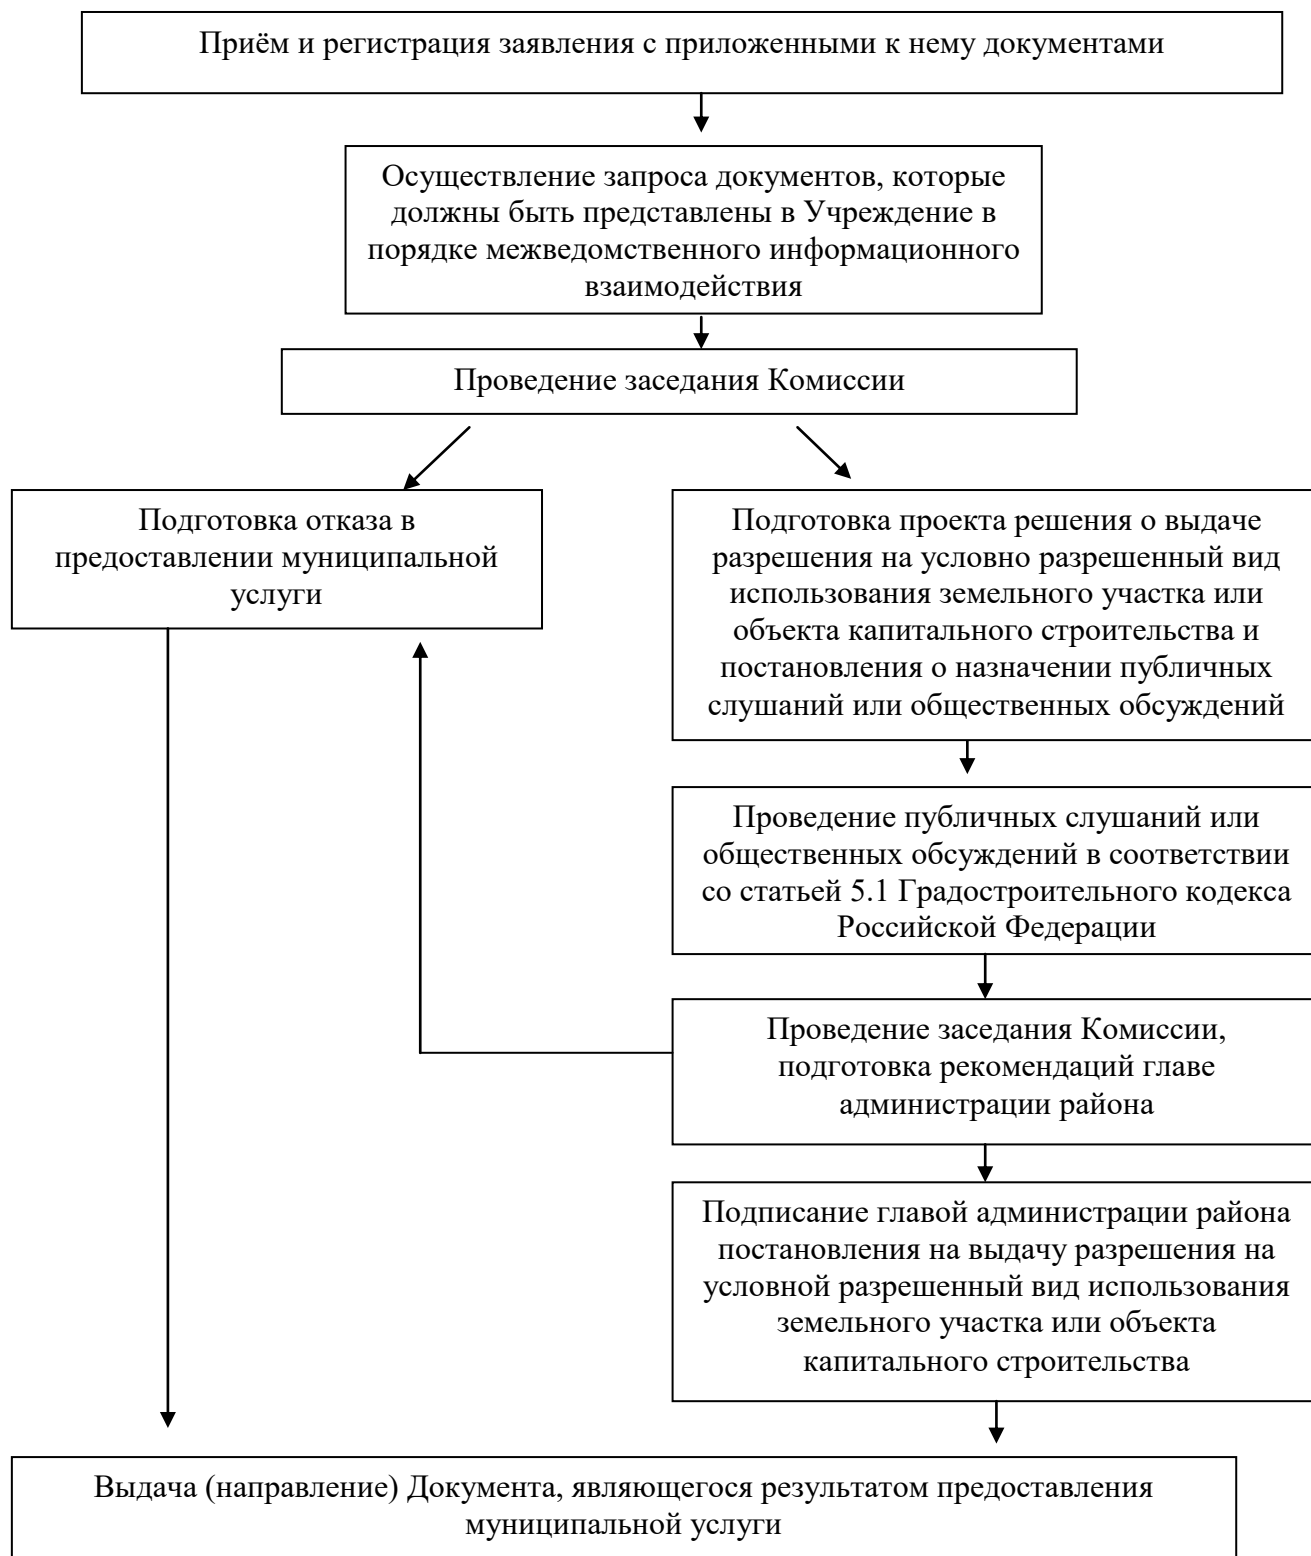 Приём и регистрация заявления с приложенными к нему документами
Осуществление запроса документов, которые
должны быть представлены в Учреждение в
порядке межведомственного информационного
взаимодействия
Проведение заседания Комиссии
Подготовка отказа в
предоставлении муниципальной
услуги
Подготовка проекта решения о выдаче
разрешения на условно разрешенный вид
использования земельного участка или
объекта капитального строительства и
постановления о назначении публичных
слушаний или общественных обсуждений
Проведение публичных слушаний или
общественных обсуждений в соответствии
со статьей 5.1 Градостроительного кодекса
Российской Федерации
Проведение заседания Комиссии,
подготовка рекомендаций главе
администрации района
Подписание главой администрации района
постановления на выдачу разрешения на
условной разрешенный вид использования
земельного участка или объекта
капитального строительства
Выдача (направление) Документа, являющегося результатом предоставления
муниципальной услуги